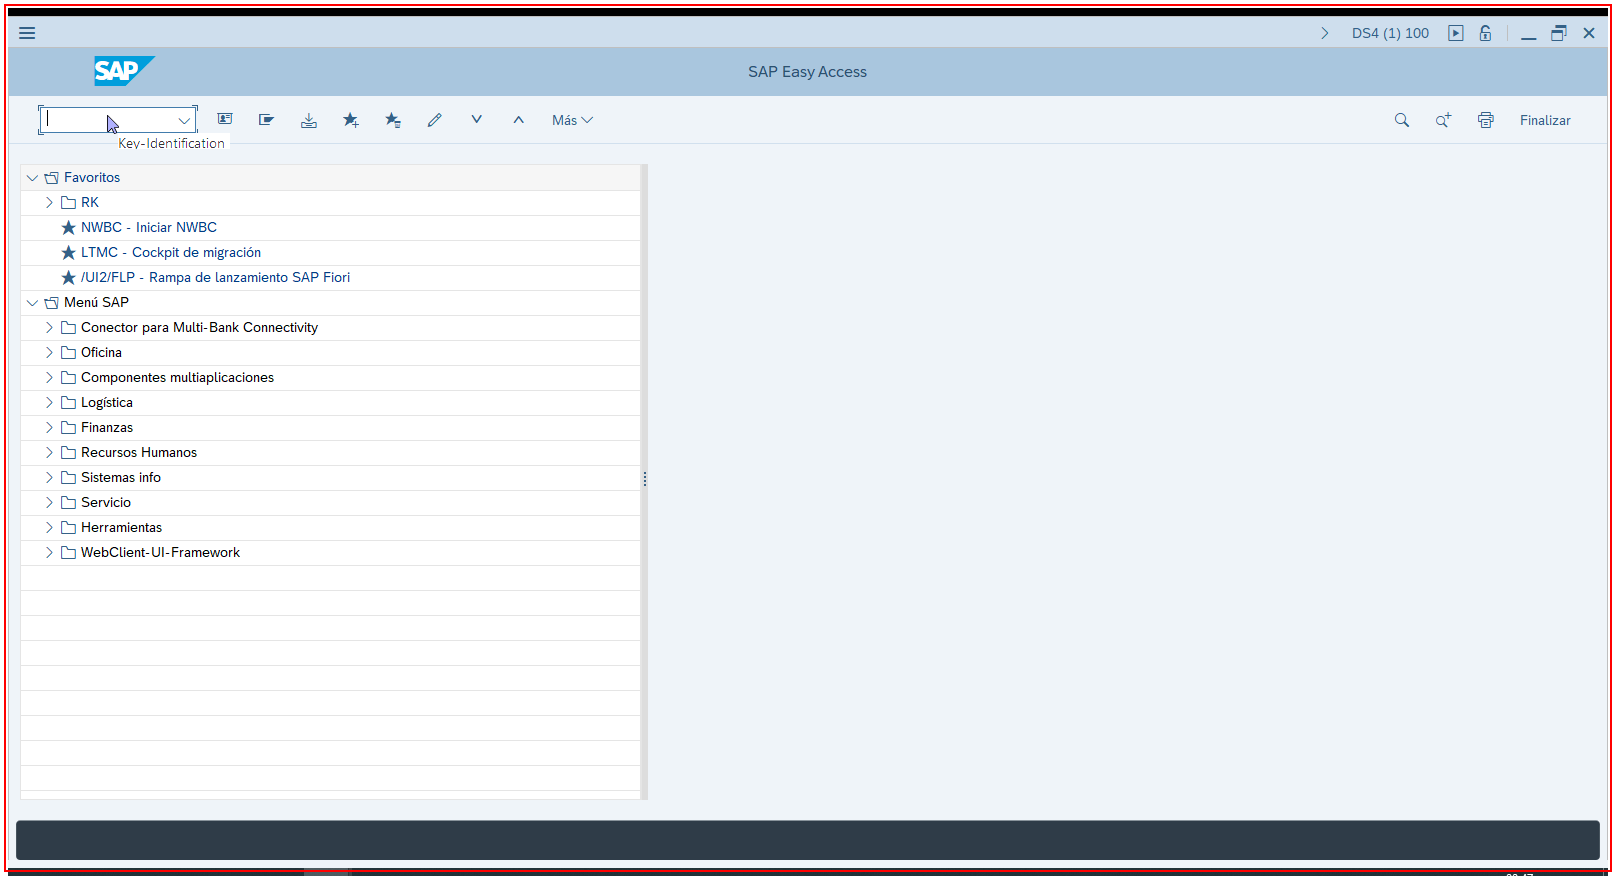 DS4 (1) 100
SAP
SAP Easy Access
Más
Finalizar
Key-Identification
Favoritos
RK
NWBC - Iniciar NWBC
LTMC - Cockpit de migración
/UI2/FLP - Rampa de lanzamiento SAP Fiori
Menú SAP
Conector para Multi-Bank Connectivity
Oficina
Componentes multiaplicaciones
Logística
Finanzas
Recursos Humanos
Sistemas info
Servicio
Herramientas
WebClient-UI-Framework